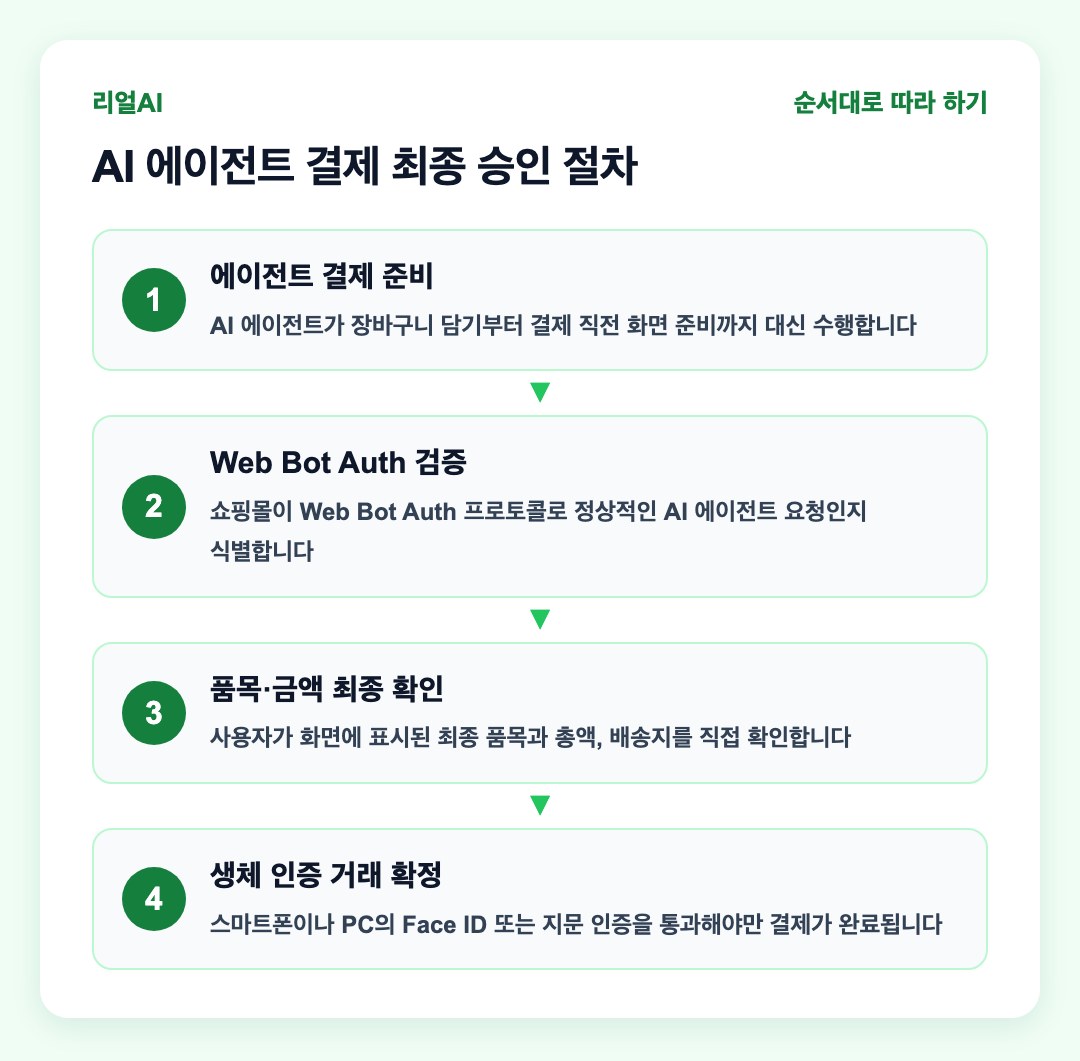 리얼AI
순서대로 따라 하기
AI 에이전트 결제 최종 승인 절차
1
에이전트 결제 준비
AI 에이전트가 장바구니 담기부터 결제 직전 화면 준비까지 대신 수행합니다
▼
2
Web Bot Auth 검증
쇼핑몰이 Web Bot Auth 프로토콜로 정상적인 AI 에이전트 요청인지
식별합니다
▼
3
품목·금액 최종 확인
사용자가 화면에 표시된 최종 품목과 총액, 배송지를 직접 확인합니다
▼
4
생체 인증 거래 확정
스마트폰이나 PC의 Face ID 또는 지문 인증을 통과해야만 결제가 완료됩니다